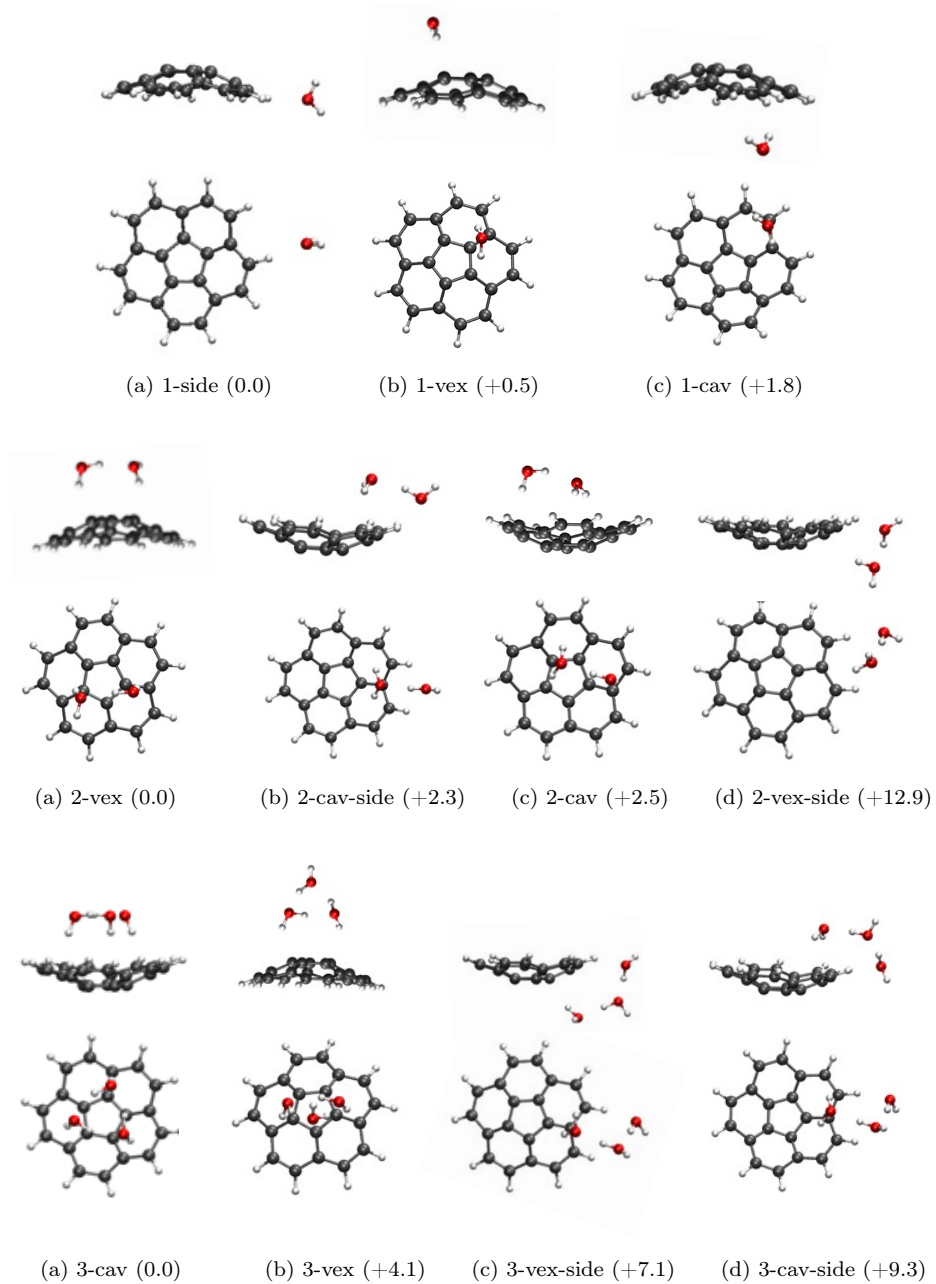 (a) 1-side (0.0) (b) 1-vex (+0.5) (c) 1-cav (+1.8)
(a) 2-vex (0.0) (b) 2-cav-side (+2.3) (c) 2-cav (+2.5) (d) 2-vex-side (+12.9)
(a) 3-cav (0.0) (b) 3-vex (+4.1) (c) 3-vex-side (+7.1) (d) 3-cav-side (+9.3)